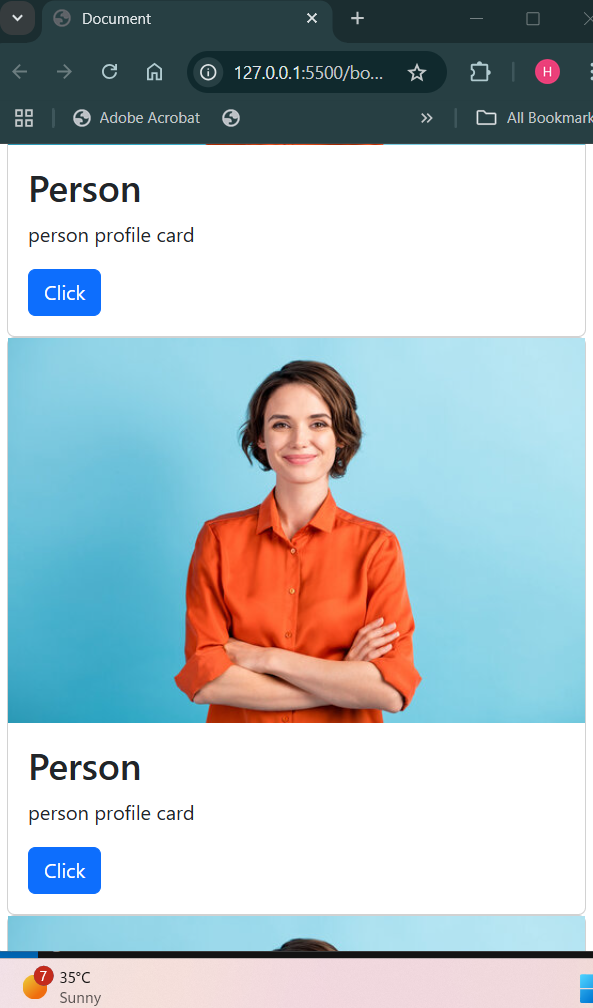 Document
127.0.0.1:5500/bo...
H
Adobe Acrobat
All Bookmark
Person
person profile card
Click
Person
person profile card
Click
7
35°C
Sunny